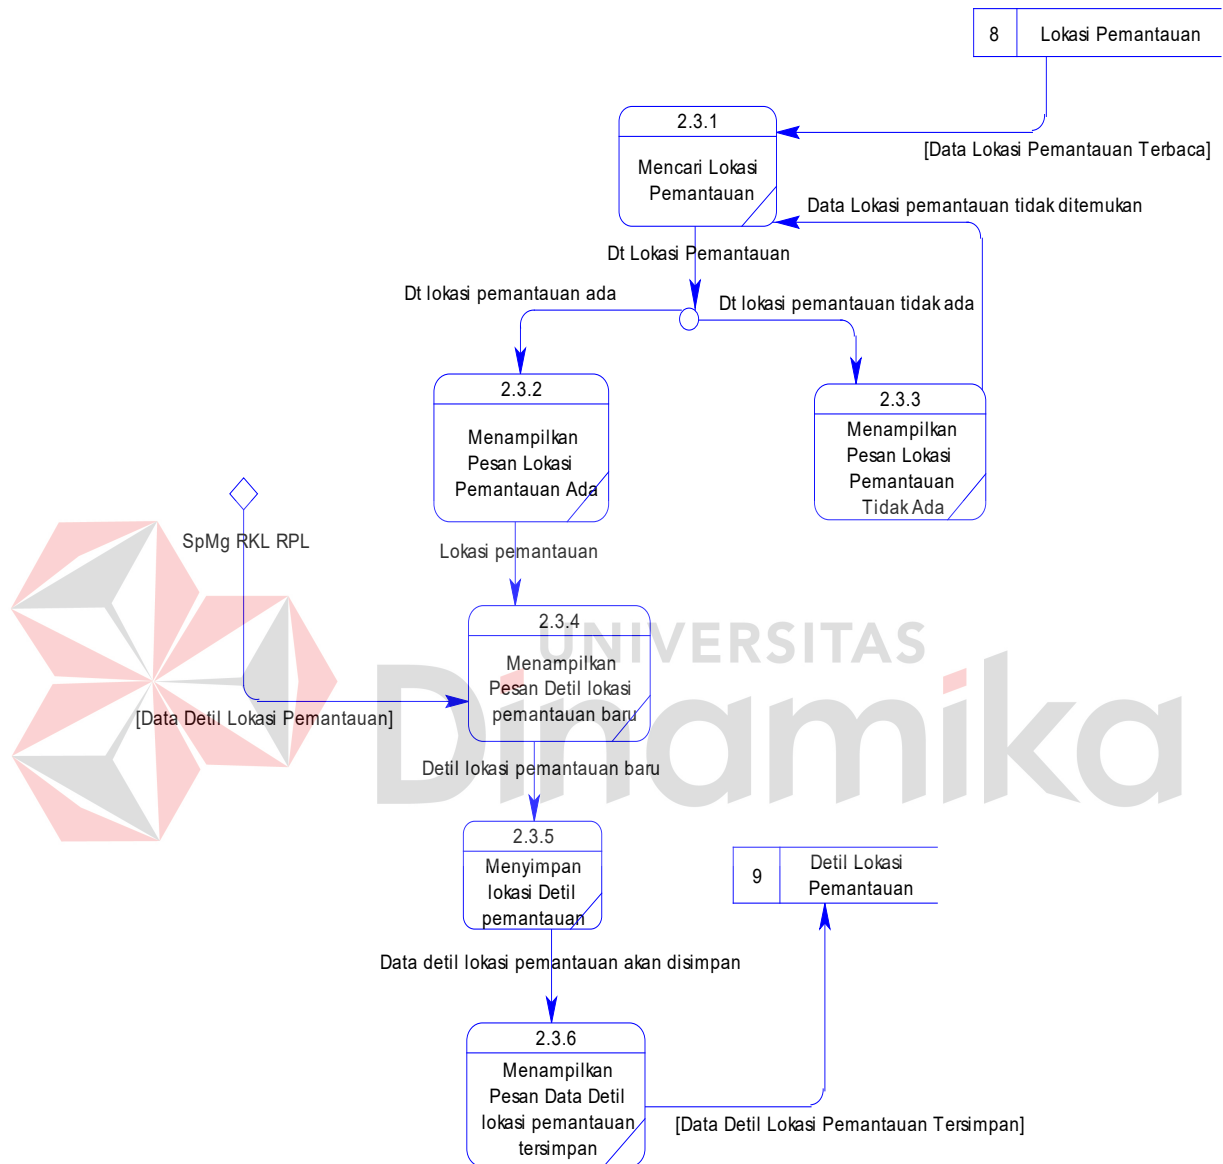 8
Lokasi Pemantauan
2.3.1
Mencari Lokasi
Pemantauan
[Data Lokasi Pemantauan Terbaca]
Data Lokasi pemantauan tidak ditemukan
Dt Lokasi Pemantauan
Dt lokasi pemantauan ada
Dt lokasi pemantauan tidak ada
2.3.2
Menampilkan
Pesan Lokasi
Pemantauan Ada
2.3.3
Menampilkan
Pesan Lokasi
Pemantauan
Tidak Ada
SpMg RKL RPL
Lokasi pemantauan
2.3.4
Menampilkan
Pesan Detil lokasi
pemantauan baru
UNIVERSITAS
Dinamika
[Data Detil Lokasi Pemantauan]
Detil lokasi pemantauan baru
2.3.5
Menyimpan
lokasi Detil
pemantauan
9
Detil Lokasi
Pemantauan
Data detil lokasi pemantauan akan disimpan
2.3.6
Menampilkan
Pesan Data Detil
lokasi pemantauan
tersimpan
[Data Detil Lokasi Pemantauan Tersimpan]